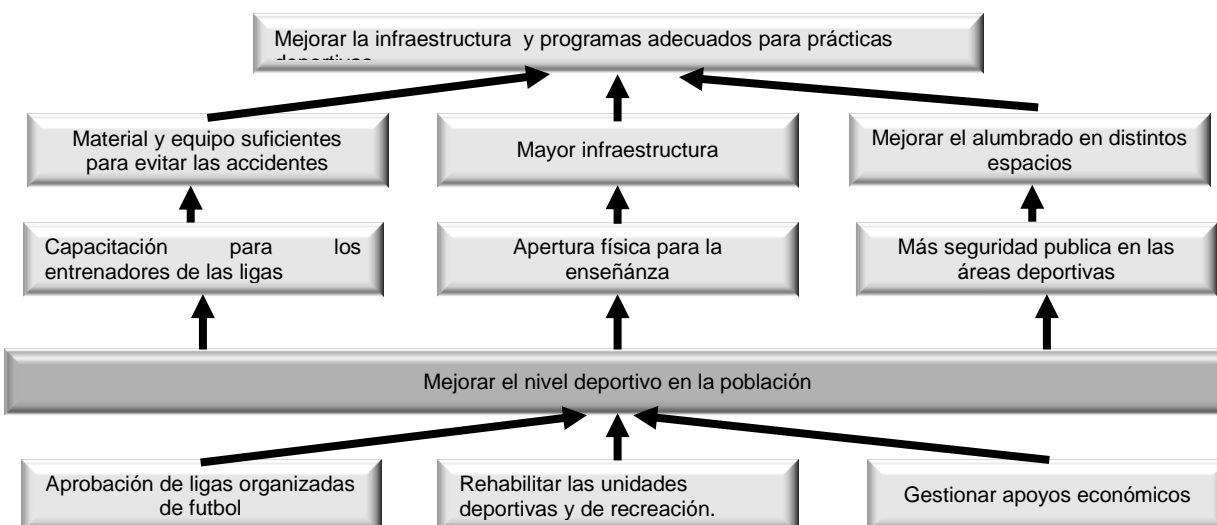 Mejorar la infraestructura y programas adecuados para prácticas
deportivas
Material y equipo suficientes
para evitar las accidentes
Mayor infraestructura
Mejorar el alumbrado en distintos
espacios
Capacitación para los
entrenadores de las ligas
Apertura física para la
enseñánza
Más seguridad publica en las
áreas deportivas
Mejorar el nivel deportivo en la población
Aprobación de ligas organizadas
de futbol
Rehabilitar las unidades
deportivas y de recreación.
Gestionar apoyos económicos